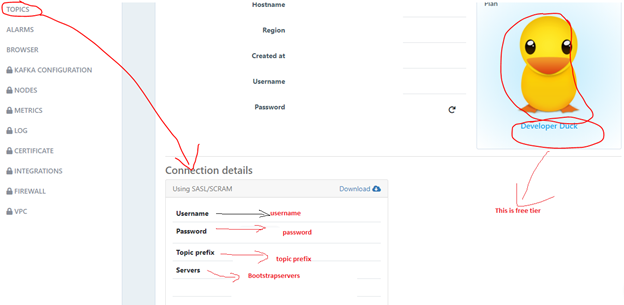 TOPICS
ALARMS
BROWSER
KAFKA CONFIGURATION
NODES
METRICS
LOG
CERTIFICATE
INTEGRATIONS
FIREWALL
VPC
Hostname
Region
Created at
Username
Password
Plan
Developer Duck
This is free tier
Connection details
Using SASL/SCRAM Download
Username username
Password password
Topic prefix topic prefix
Servers Bootstrapservers